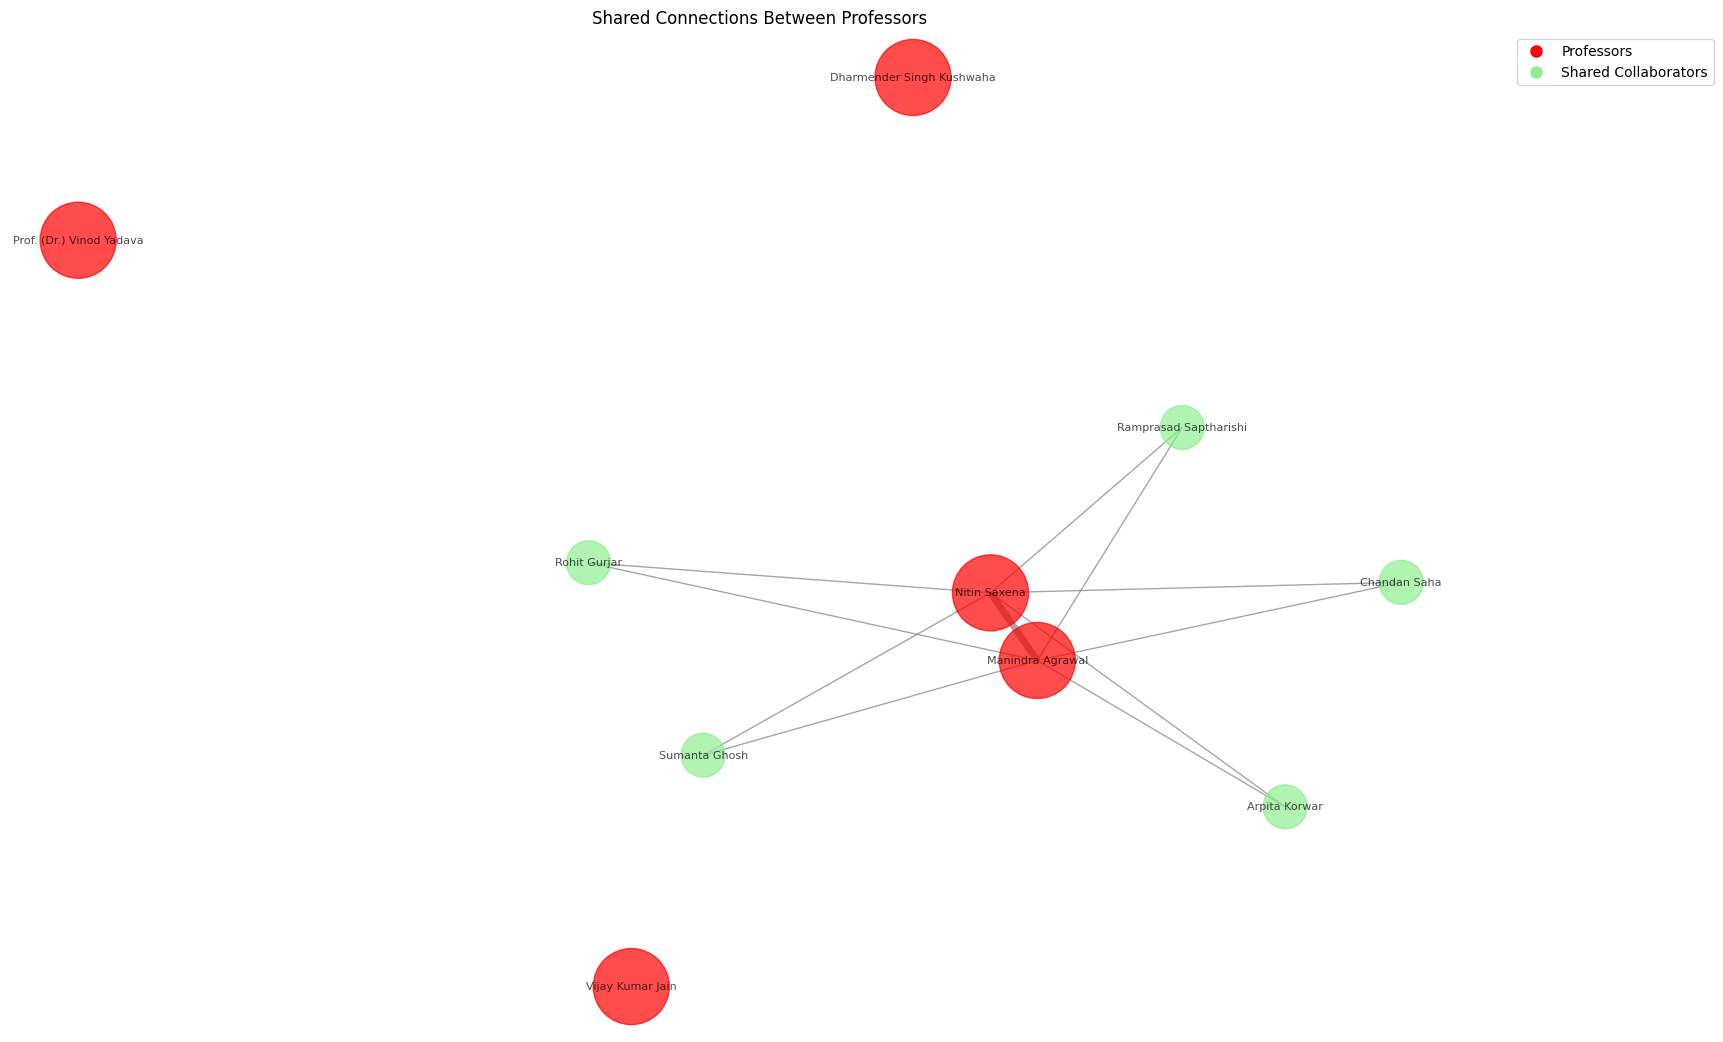 Shared Connections Between Professors
Professors
Shared Collaborators
Dharmender Singh Kushwaha
Prof. (Dr.) Vinod Yadava
Ramprasad Saptharishi
Rohit Gurjar
Chandan Saha
Nitin Saxena
Manindra Agrawal
Sumanta Ghosh
Arpita Korwar
Vijay Kumar Jain